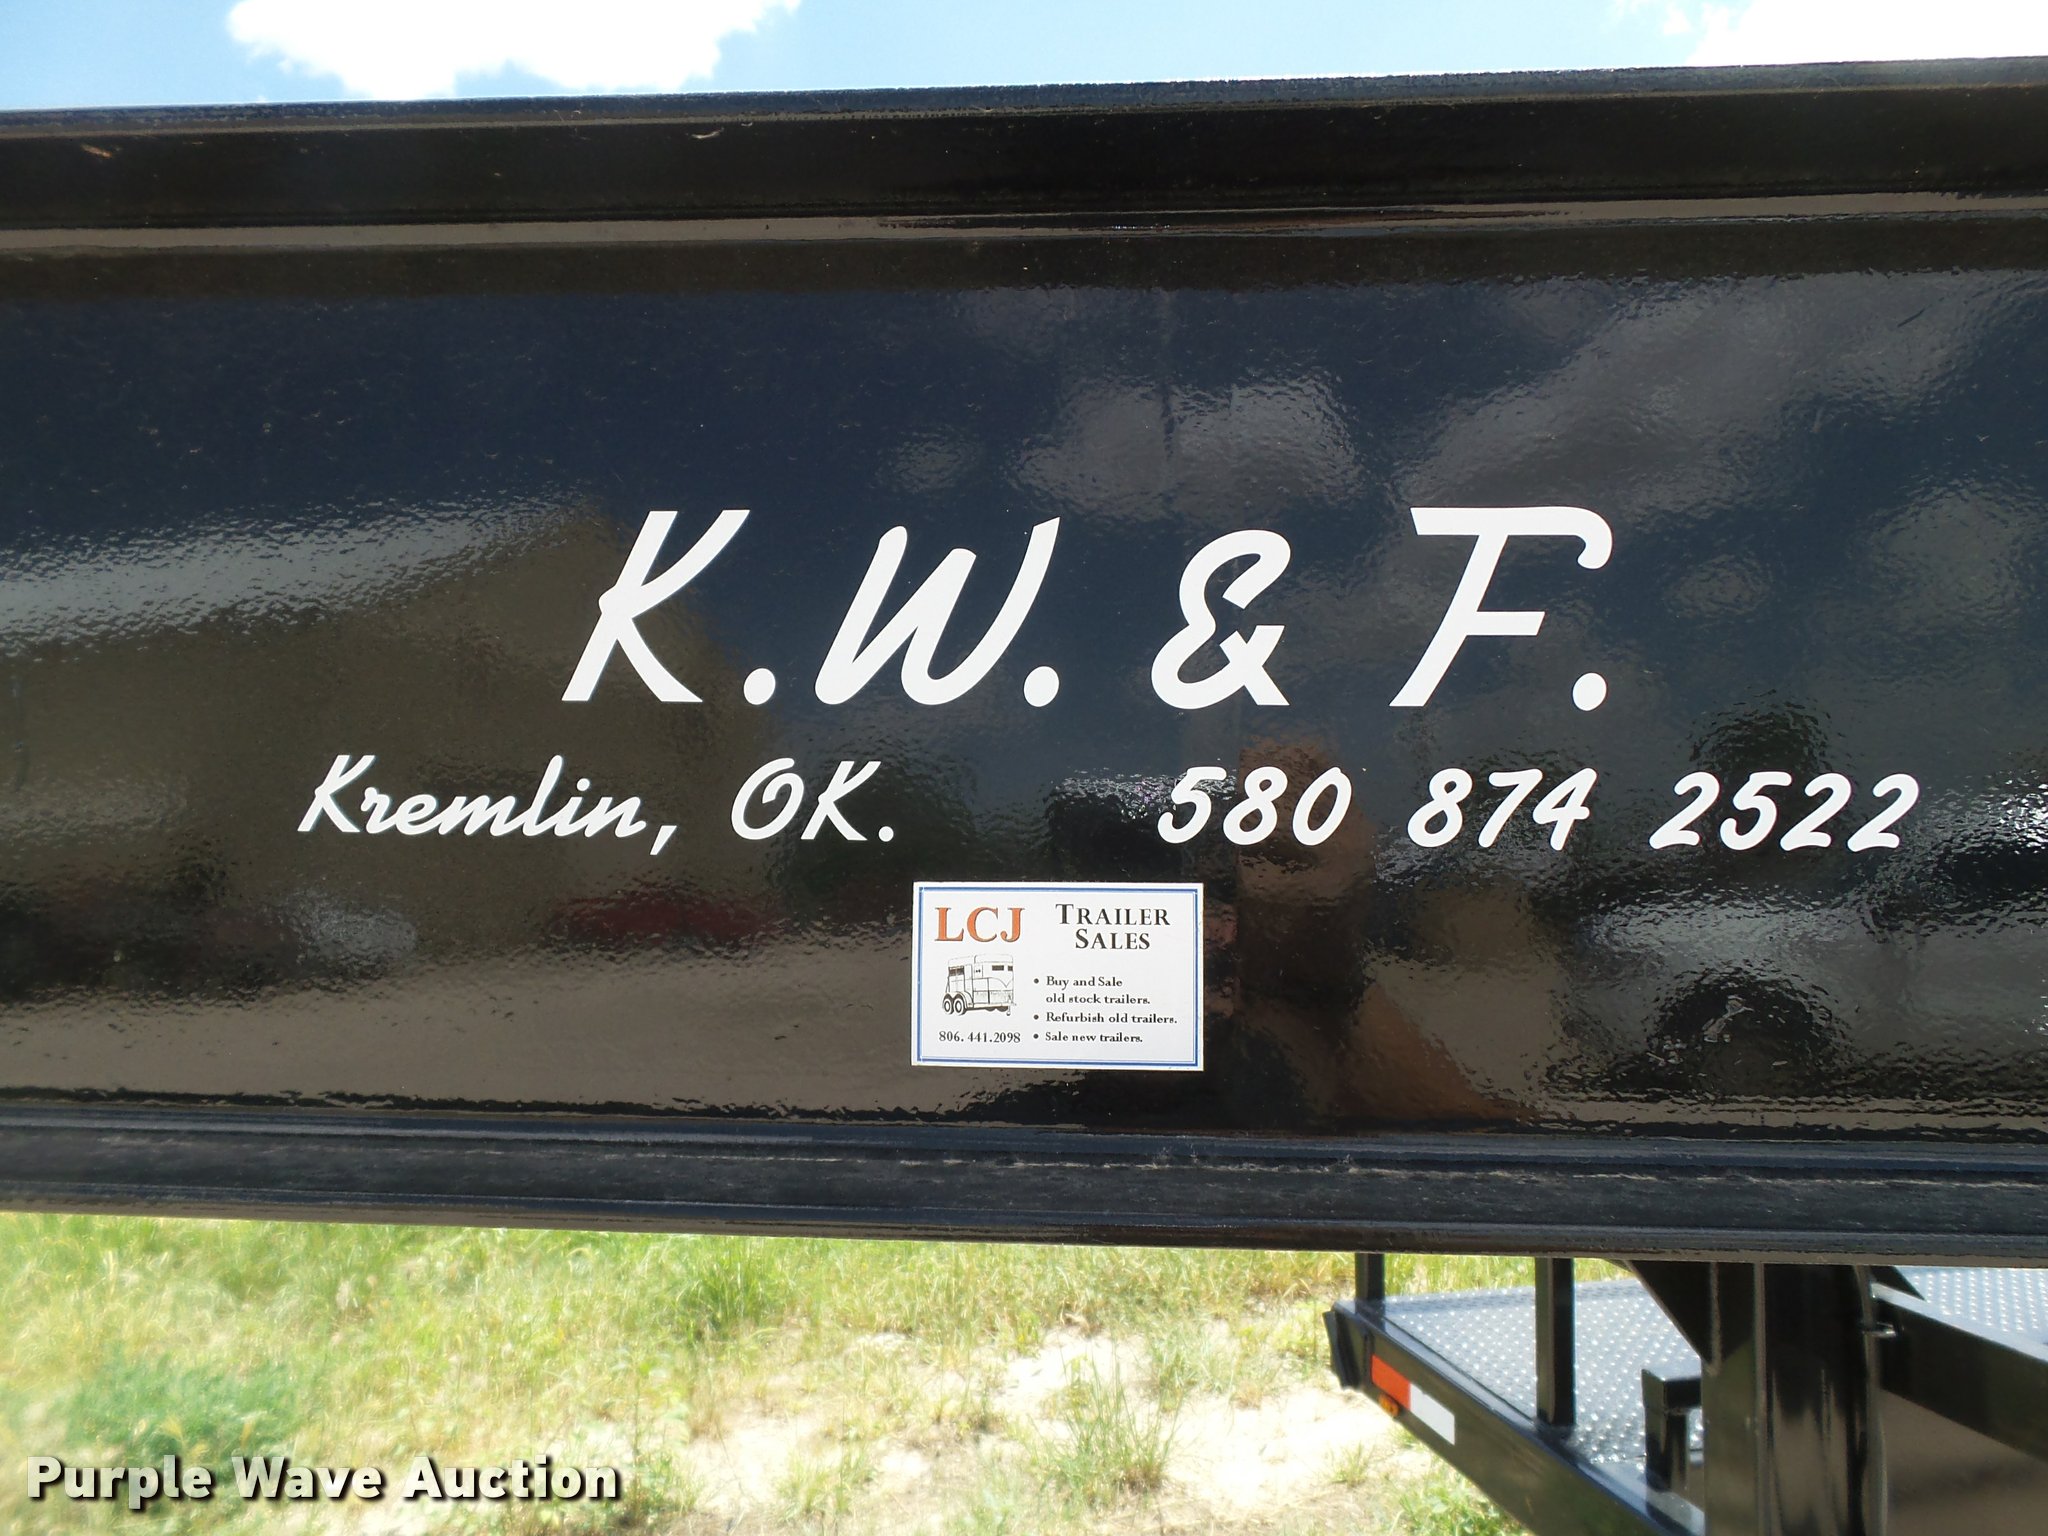 K.W. & F.
Kremlin, OK. 580 874 2522
LCJ TRAILER
SALES
• Buy and Sale
old stock trailers.
• Refurbish old trailers.
806.441.2098 • Sale new trailers.
Purple Wave Auction